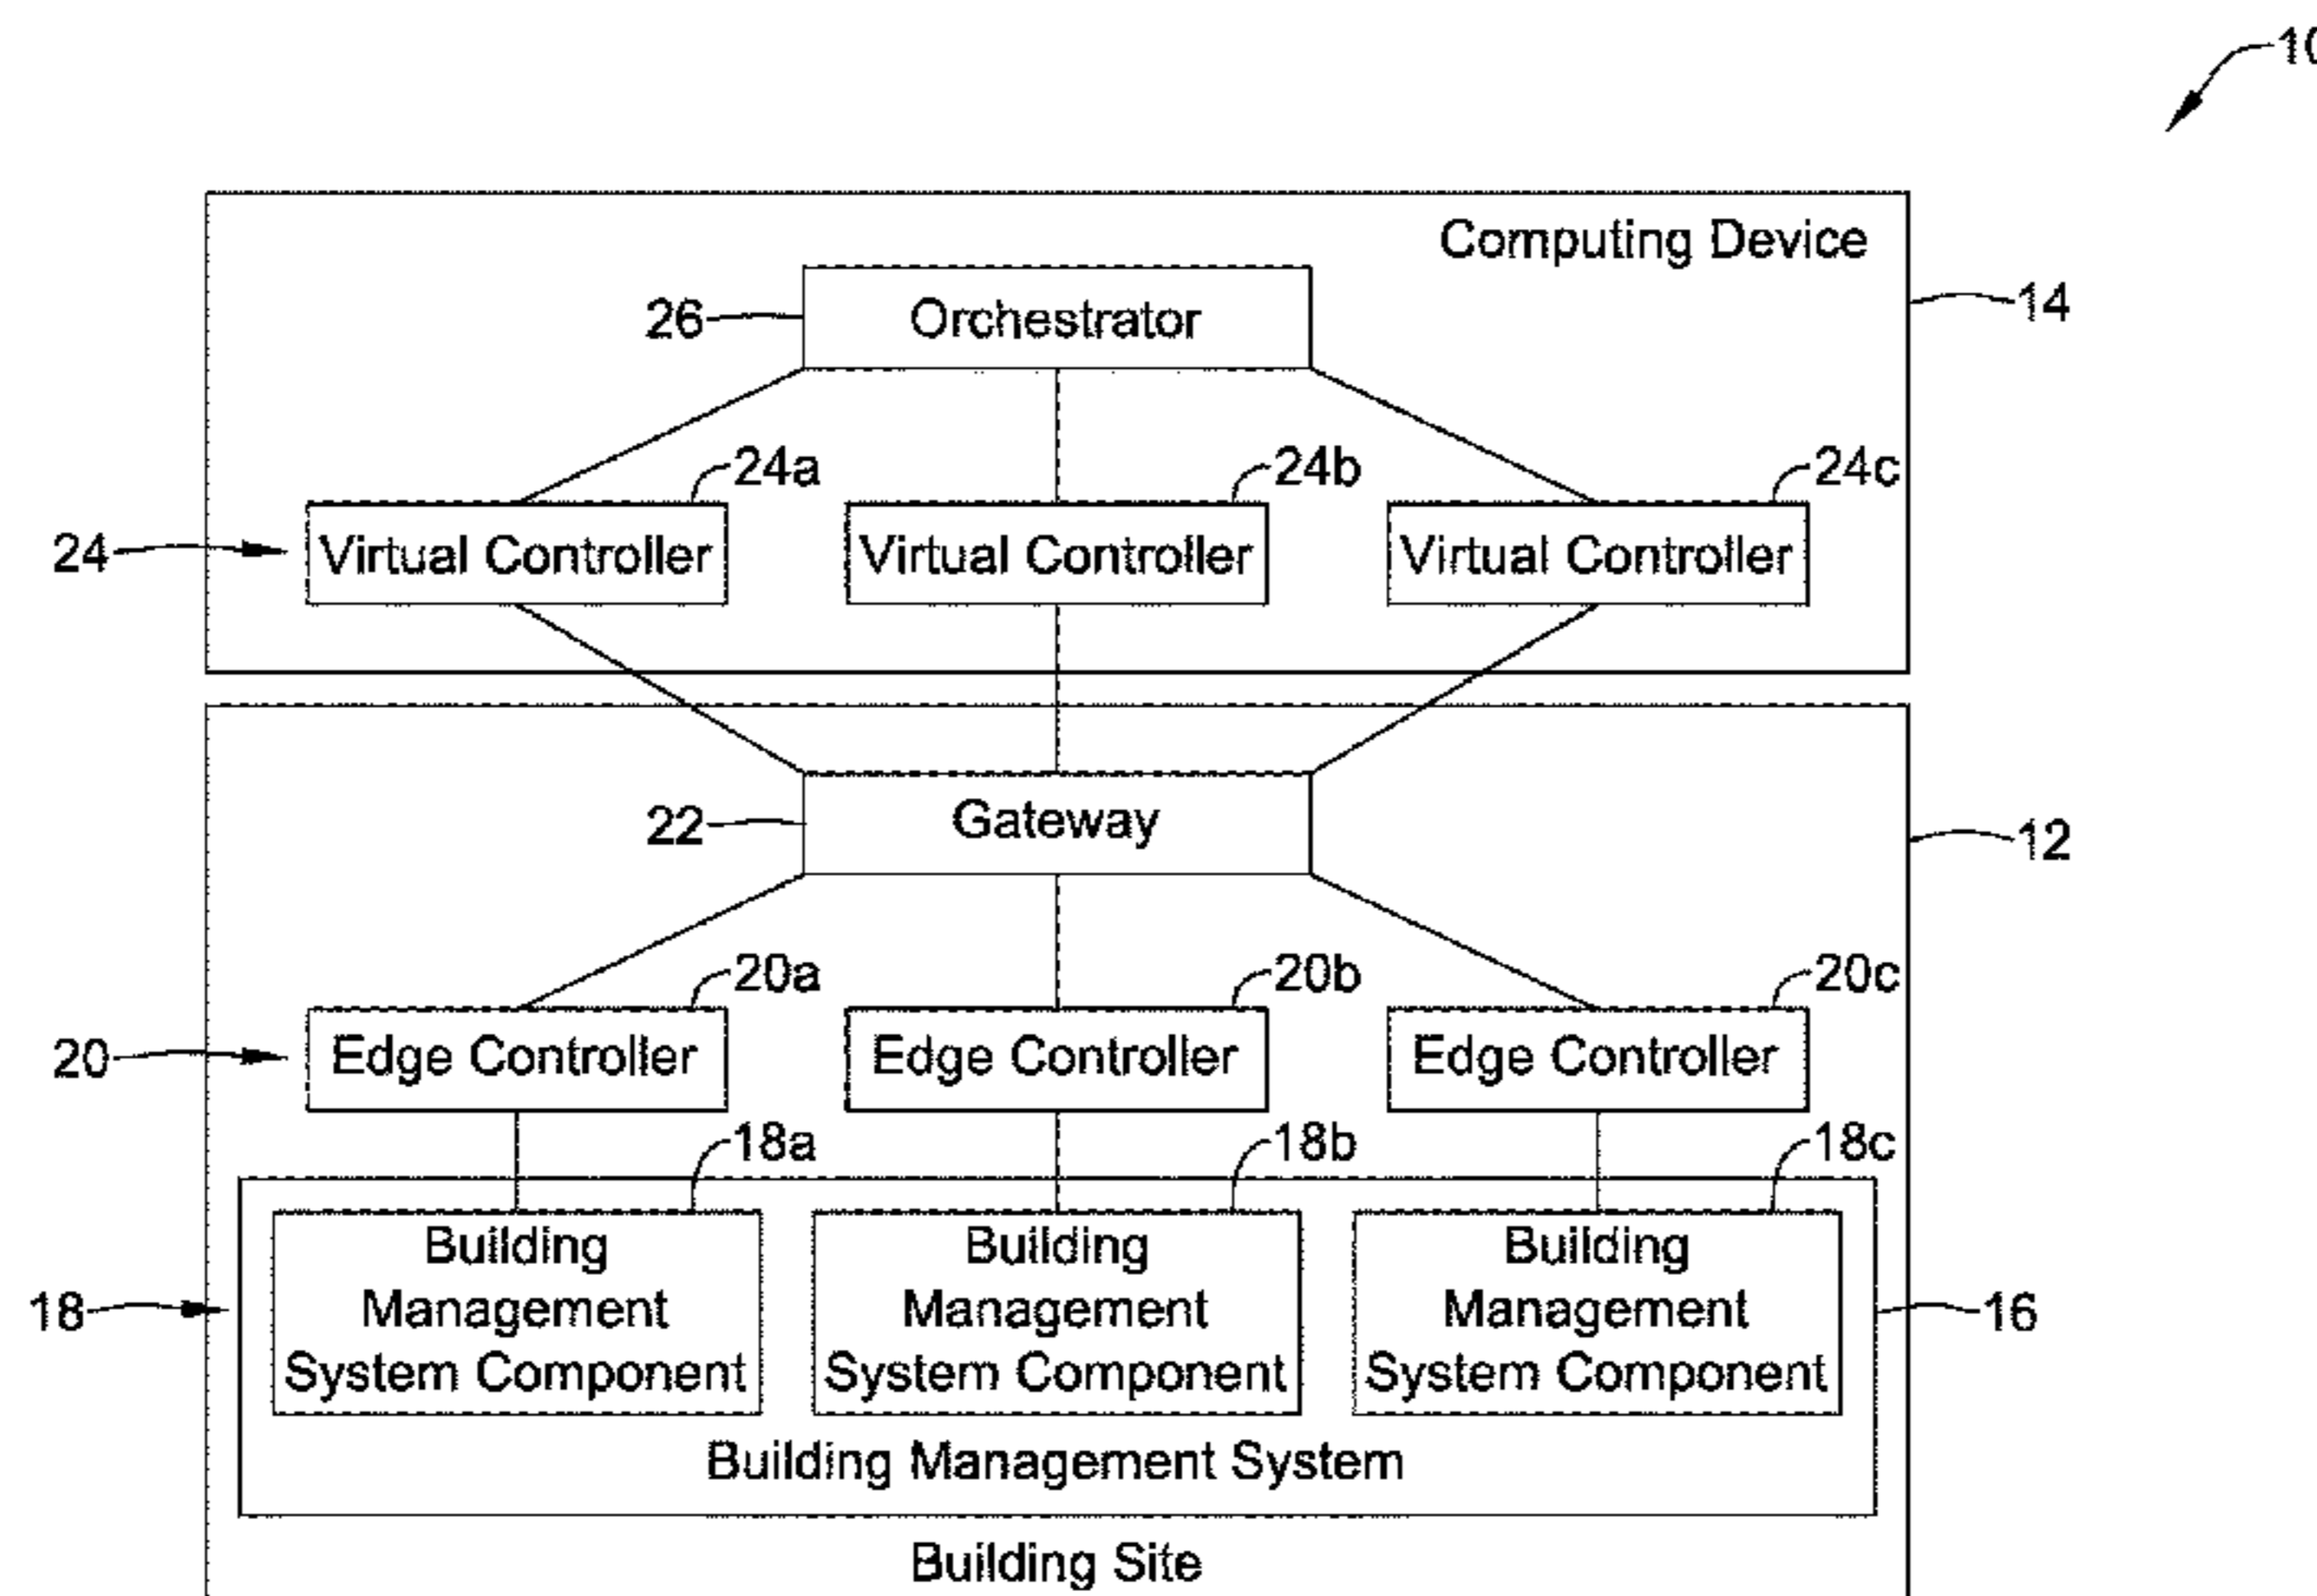 10
Computing Device
26
Orchestrator
14
24a
24b
24c
24
Virtual Controller
Virtual Controller
Virtual Controller
22
Gateway
12
20a
20b
20c
20
Edge Controller
Edge Controller
Edge Controller
18a
18b
18c
18
Building
Management
System Component
Building
Management
System Component
Building
Management
System Component
16
Building Management System
Building Site